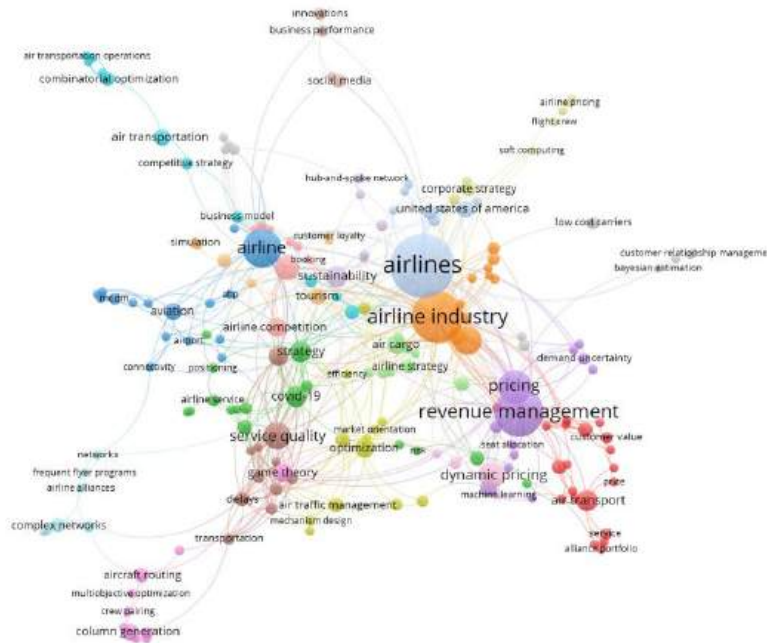 innovations
business performance
air transportation operations
combinatorial optimization
social media
airline pricing
flight crew
air transportation
soft computing
competitive strategy
hub-and-spoke network
corporate strategy
united states of america
business model
low cost carriers
customer loyalty
simulation
airline
booking
customer relationship manageme
airlines
bayesian estimation
sustainability
ahp
tourism
mcdm
aviation
airline industry
airline competition
airport
air cargo
strategy
demand uncertainty
connectivity
positioning
efficiency
airline strategy
pricing
airline service
covid-19
revenue management
market orientation
service quality
seat allocation
customer value
networks
optimization
risk
frequent flyer programs
game theory
dynamic pricing
price
airline alliances
machine learning
delays
air traffic management
air transport
complex networks
mechanism design
transportation
service
alliance portfolio
aircraft routing
multiobjective optimization
crew pairing
column generation